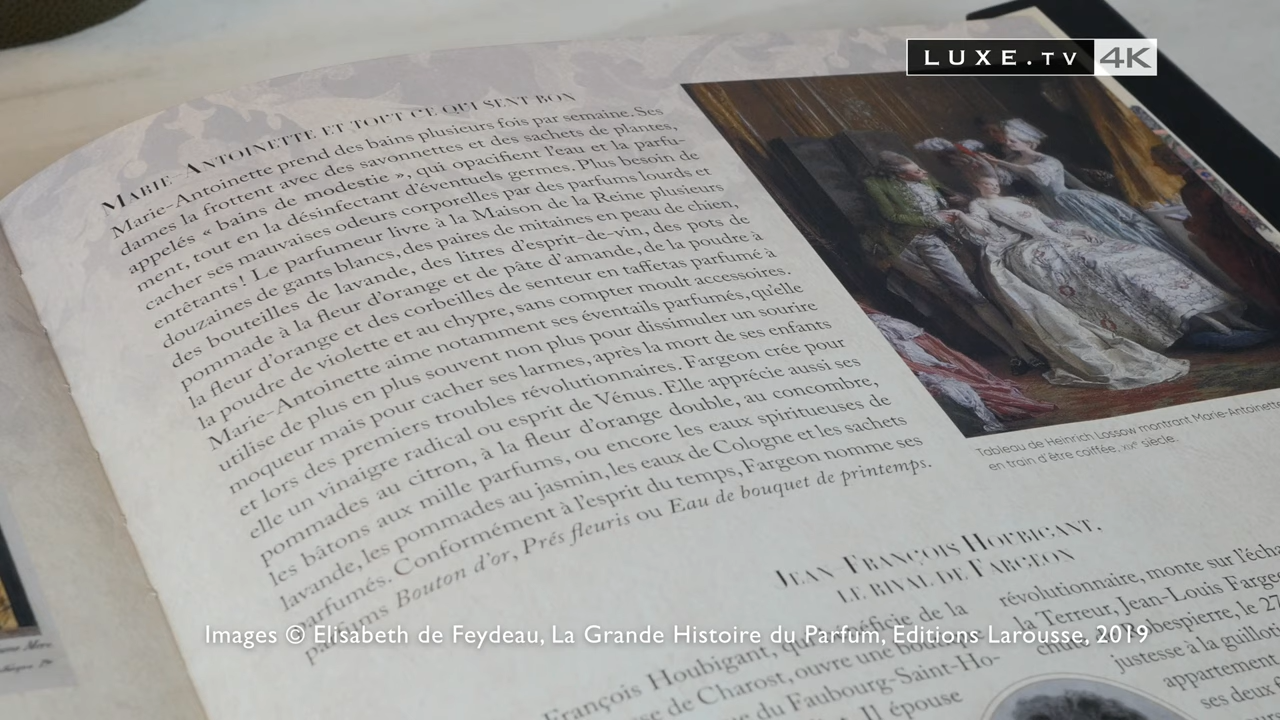 LUXE.TV 4K
MARIE-ANTOINETTE ET TOUT CE QUI SENT BON
Marie-Antoinette prend des bains plusieurs fois par semaine. Ses
dames la frottent avec des savonnettes et des sachets de plantes,
appelés « bains de modestie », qui opacifient l'eau et la parfu-
ment, tout en la désinfectant d'éventuels germes. Plus besoin de
cacher ses mauvaises odeurs corporelles par des parfums lourds et
entêtants ! Le parfumeur livre à la Maison de la Reine plusieurs
douzaines de gants blancs, des paires de mitaines en peau de chien,
des bouteilles de lavande, des litres d'esprit-de-vin, des pots de
pommade à la fleur d'orange et de pâte d'amande, de la poudre à
la fleur d'orange et des corbeilles de senteur en taffetas parfumé à
la poudre de violette et au chypre, sans compter moult accessoires.
Marie-Antoinette aime notamment ses éventails parfumés, qu'elle
utilise de plus en plus souvent non plus pour dissimuler un sourire
moqueur mais pour cacher ses larmes, après la mort de ses enfants
et lors des premiers troubles révolutionnaires. Fargeon crée pour
elle un vinaigre radical ou esprit de Vénus. Elle apprécie aussi ses
pommades au citron, à la fleur d'orange double, au concombre,
les bâtons aux mille parfums, ou encore les eaux spiritueuses de
lavande, les pommades au jasmin, les eaux de Cologne et les sachets
parfumés. Conformément à l'esprit du temps, Fargeon nomme ses
parfums Bouton d'or, Prés fleuris ou Eau de bouquet de printemps.
Tableau de Heinrich Lossow montrant Marie-Antoinette
en train d'être coiffée, XIXe siècle.
JEAN FRANÇOIS HOUBIGANT,
LE RIVAL DE FARGEON
François Houbigant, qui bénéficie de la
de Charost, ouvre une boutique
du Faubourg-Saint-Ho-
Il épouse
révolutionnaire, monte sur l'écha
la Terreur, Jean-Louis Farge
Robespierre, le 27
justesse à la guilloti
appartement
ses deux
Images © Elisabeth de Feydeau, La Grande Histoire du Parfum, Editions Larousse, 2019